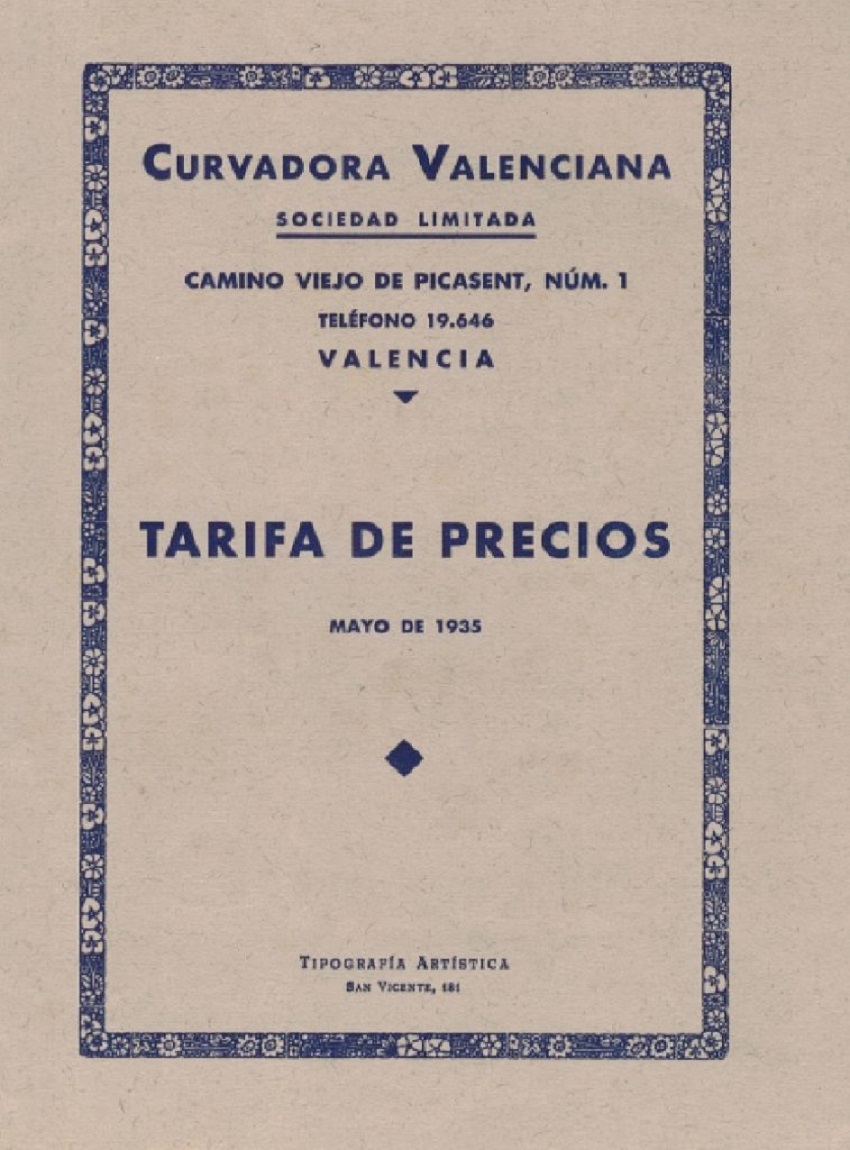 CURVADORA VALENCIANA
SOCIEDAD LIMITADA
CAMINO VIEJO DE PICASENT, NÚM. 1
TELÉFONO 19.646
VALENCIA
TARIFA DE PRECIOS
MAYO DE 1935
TIPOGRAFÍA ARTÍSTICA
SAN VICENTE, 181